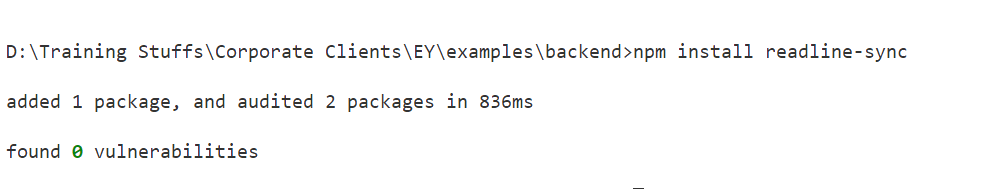 D:\Training Stuffs\Corporate Clients\EY\examples\backend>npm install readline-sync
added 1 package, and audited 2 packages in 836ms
found 0 vulnerabilities